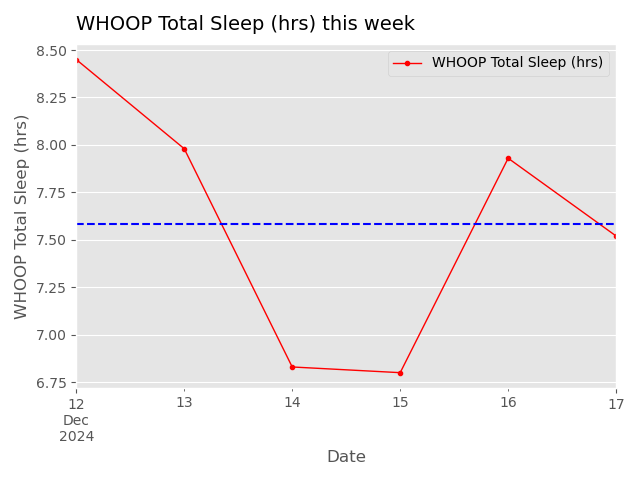 WHOOP Total Sleep (hrs) this week
WHOOP Total Sleep (hrs)
WHOOP Total Sleep (hrs)
8.50
8.25
8.00
7.75
7.50
7.25
7.00
6.75
12 13 14 15 16 17
Dec
2024
Date